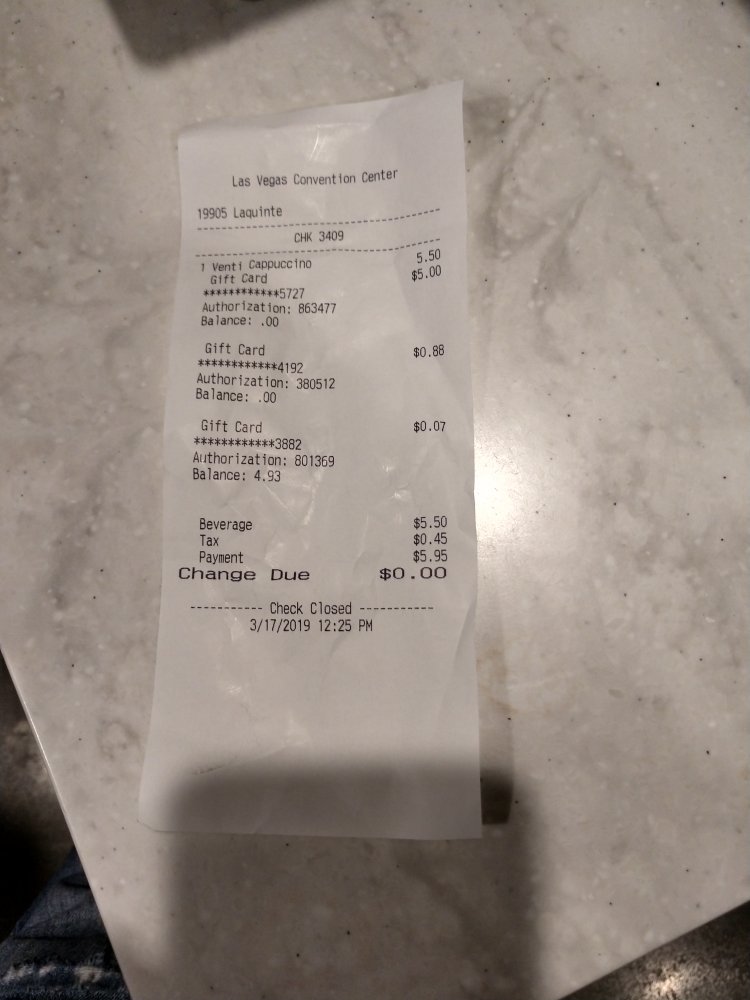 Las Vegas Convention Center
19905 Laquinte
----------------------------------------
CHK 3409
----------------------------------------
1 Venti Cappuccino 5.50
Gift Card $5.00
************5727
Authorization: 863477
Balance: .00
Gift Card $0.88
************4192
Authorization: 380512
Balance: .00
Gift Card $0.07
************3882
Authorization: 801369
Balance: 4.93
Beverage $5.50
Tax $0.45
Payment $5.95
Change Due $0.00
----------- Check Closed -----------
3/17/2019 12:25 PM